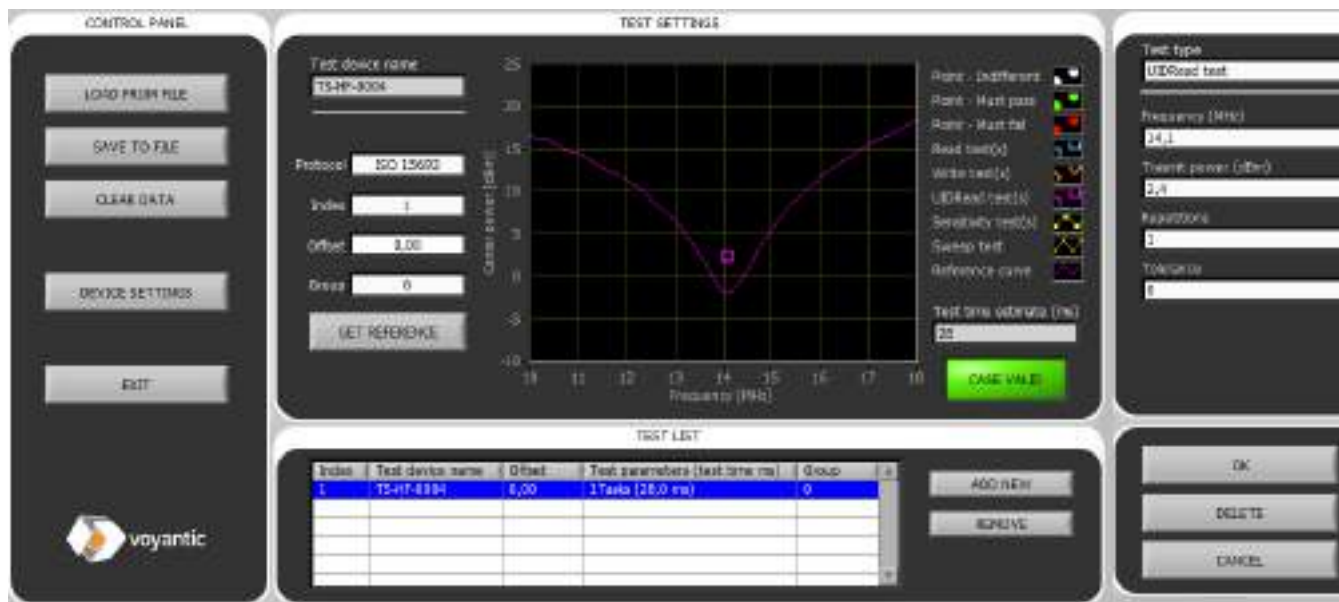 CONTROL PANEL
LOAD FROM FILE
SAVE TO FILE
CLEAR DATA
DEVICE SETTINGS
EXIT
voyantic
TEST SETTINGS
Test device name
TS-HF-8004
Protocol ISO 15693
Index 1
Offset 0,00
Group 0
GET REFERENCE
25
20
15
10
5
0
-5
-10
10 11 12 13 14 15 16 17 18
Frequency [MHz]
Point - Indifferent
Point - Must pass
Point - Must fail
Read test(s)
Write test(s)
UIDRead test(s)
Sensitivity test(s)
Sweep test
Reference curve
Test time estimate (ms)
28
CASE VALID
TEST LIST
Index Test device name Offset Test parameters (test time ms) Group
1 TS-HF-8004 0,00 1Tasks (28,0 ms) 0
ADD NEW
REMOVE
Test type
UIDRead test
Frequency (MHz)
14,1
Transmit power (dBm)
2,4
Repetitions
1
Tolerance
0
OK
DELETE
CANCEL